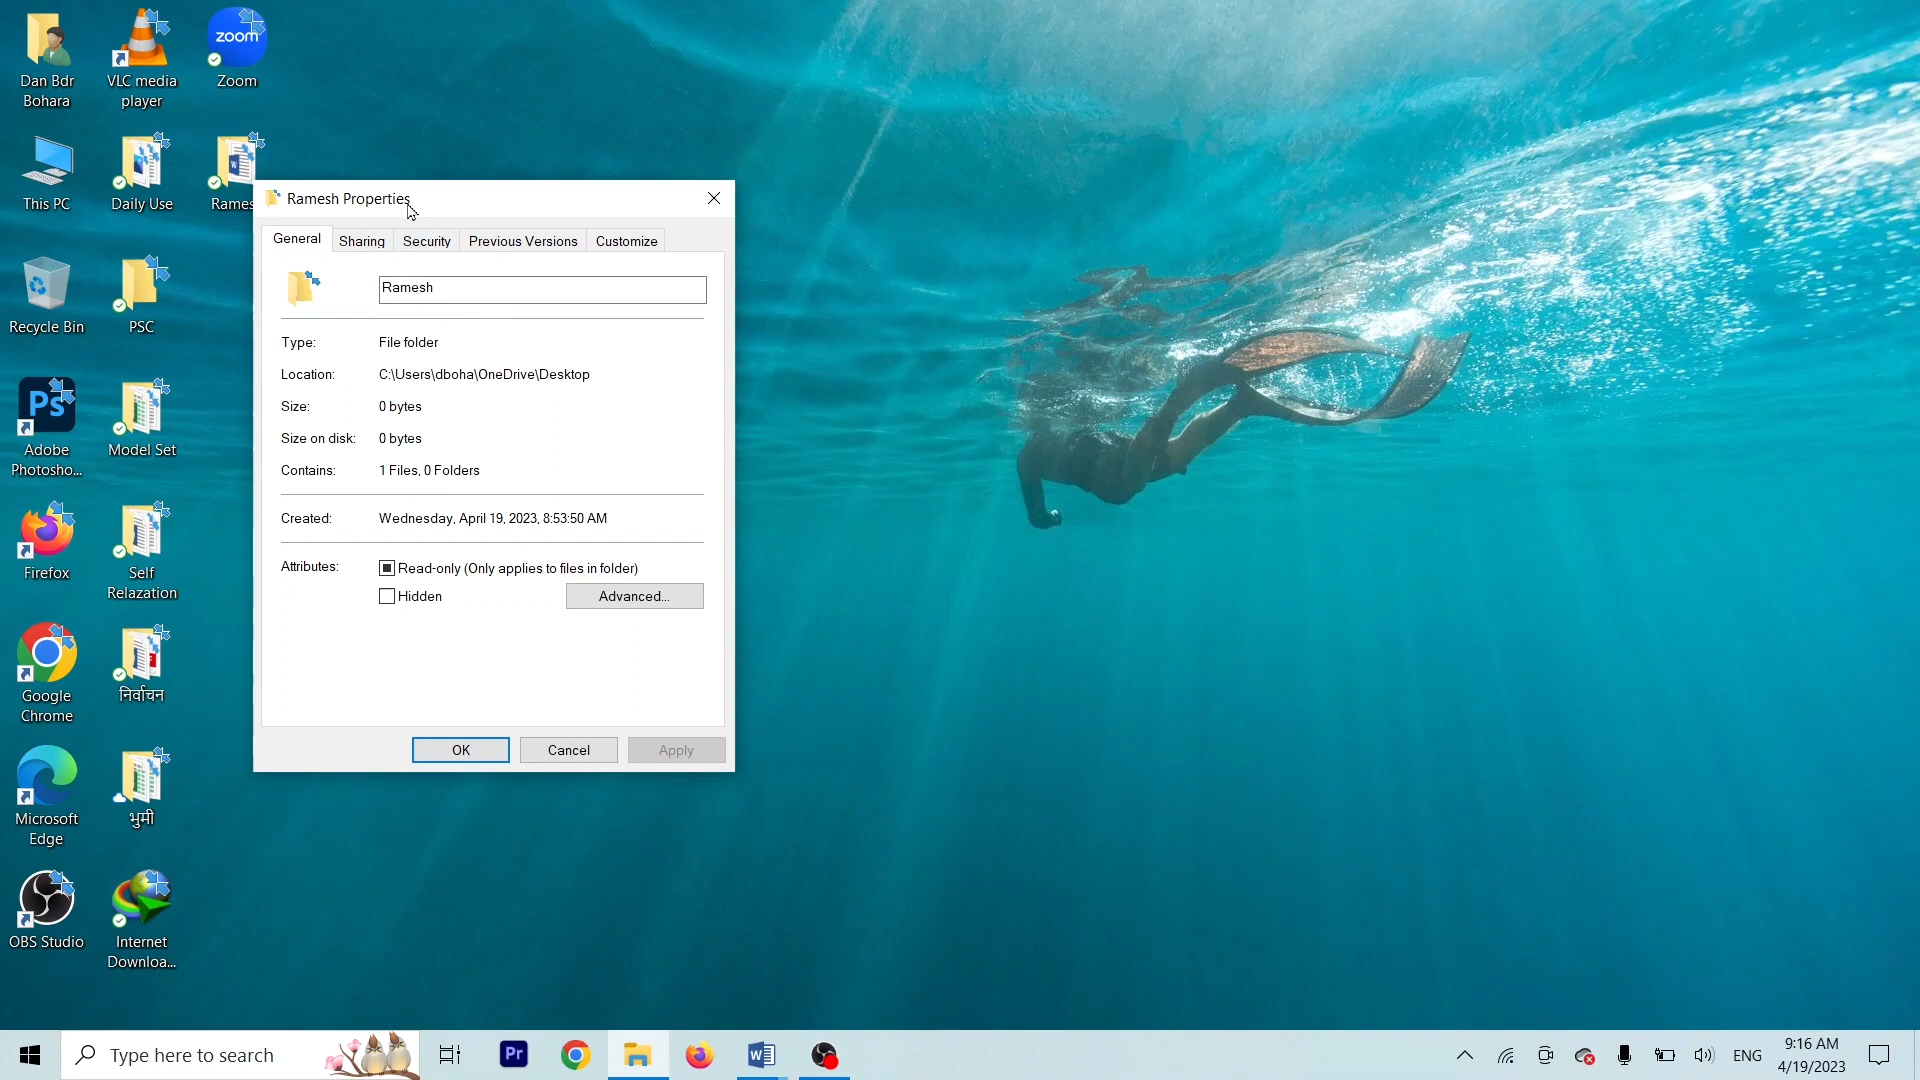 Dan Bdr
Bohara
VLC media
player
zoom
Zoom
This PC
Daily Use
Rames
Recycle Bin
PSC
Ps
Adobe
Photosho...
Model Set
Firefox
Self
Relazation
Google
Chrome
निर्वाचन
Microsoft
Edge
भुमी
OBS Studio
Internet
Downloa...
Ramesh Properties
General
Sharing
Security
Previous Versions
Customize
Ramesh
Type: File folder
Location: C:\Users\dboha\OneDrive\Desktop
Size: 0 bytes
Size on disk: 0 bytes
Contains: 1 Files, 0 Folders
Created: Wednesday, April 19, 2023, 8:53:50 AM
Attributes: Read-only (Only applies to files in folder)
Hidden
Advanced...
OK
Cancel
Apply
Type here to search
Pr
ENG
9:16 AM
4/19/2023